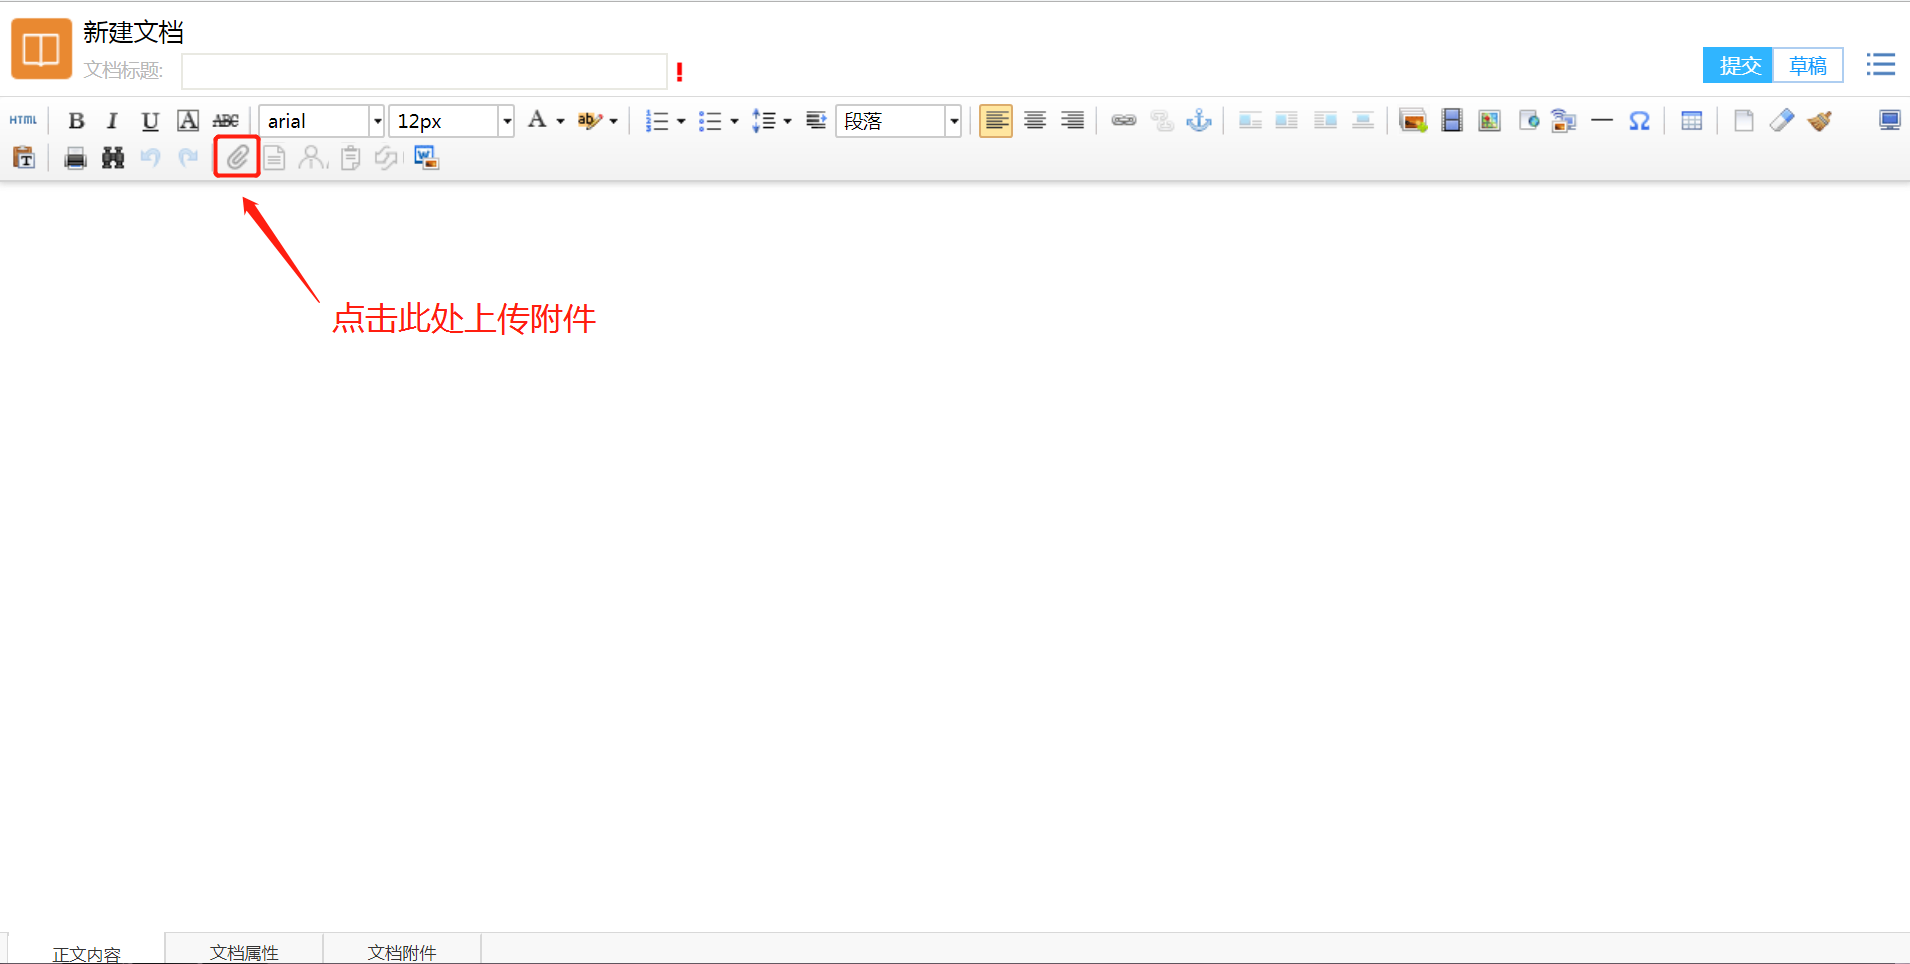 新建文档
文档标题:
!
提交
草稿
HTML
B
I
U
A
ABC
arial
12px
A
ab
段落
Ω
T
W
点击此处上传附件
正文内容
文档属性
文档附件